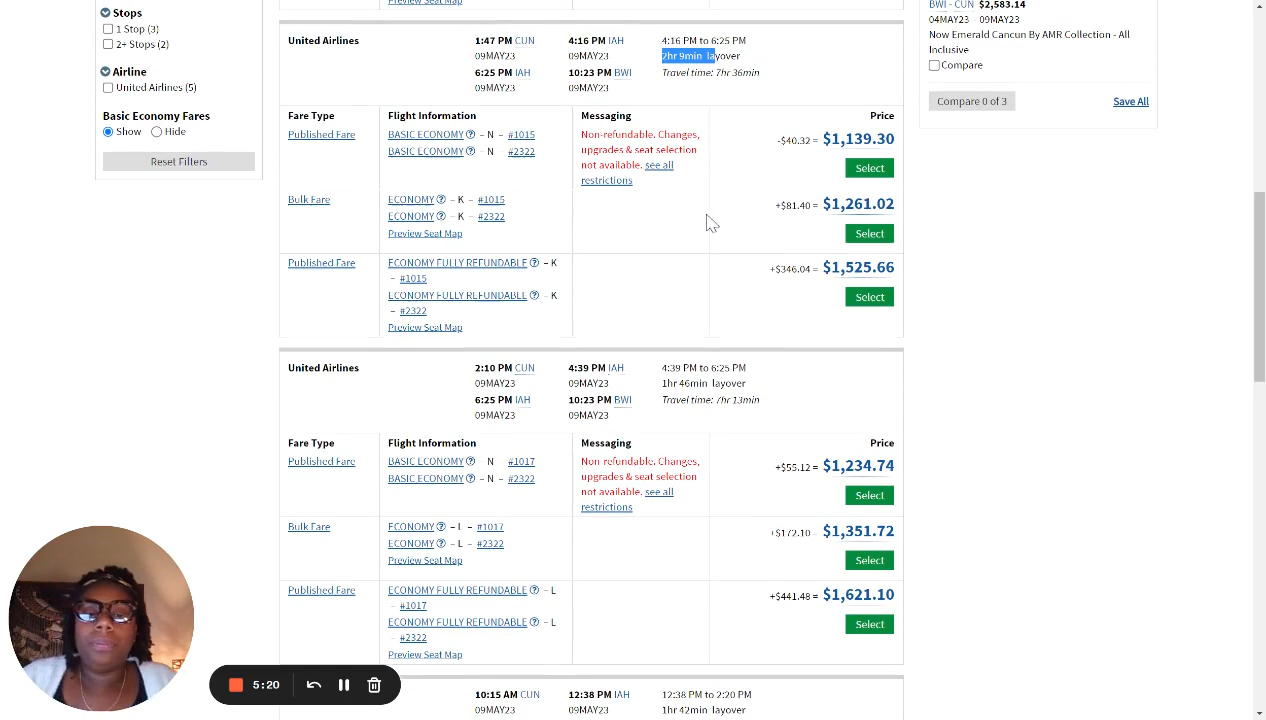 Stops
1 Stop (3)
2+ Stops (2)
Airline
United Airlines (5)
Basic Economy Fares
Show Hide
Reset Filters
Preview Seat Map
United Airlines 1:47 PM CUN 4:16 PM IAH 4:16 PM to 6:25 PM
09MAY23 09MAY23 2hr 9min layover
6:25 PM IAH 10:23 PM BWI Travel time: 7hr 36min
09MAY23 09MAY23
Fare Type Flight Information Messaging Price
Published Fare BASIC ECONOMY – N – #1015 Non-refundable. Changes, -$40.32 = $1,139.30
BASIC ECONOMY – N – #2322 upgrades & seat selection
not available. see all Select
restrictions
Bulk Fare ECONOMY – K – #1015 +$81.40 = $1,261.02
ECONOMY – K – #2322
Preview Seat Map Select
Published Fare ECONOMY FULLY REFUNDABLE – K +$346.04 = $1,525.66
– #1015
ECONOMY FULLY REFUNDABLE – K Select
– #2322
Preview Seat Map
United Airlines 2:10 PM CUN 4:39 PM IAH 4:39 PM to 6:25 PM
09MAY23 09MAY23 1hr 46min layover
6:25 PM IAH 10:23 PM BWI Travel time: 7hr 13min
09MAY23 09MAY23
Fare Type Flight Information Messaging Price
Published Fare BASIC ECONOMY N #1017 Non-refundable. Changes, +$55.12 = $1,234.74
BASIC ECONOMY – N – #2322 upgrades & seat selection
not available. see all Select
restrictions
Bulk Fare ECONOMY – L – #1017 +$172.10 = $1,351.72
ECONOMY – L – #2322
Preview Seat Map Select
Published Fare ECONOMY FULLY REFUNDABLE – L +$441.48 = $1,621.10
– #1017
ECONOMY FULLY REFUNDABLE – L Select
– #2322
Preview Seat Map
10:15 AM CUN 12:38 PM IAH 12:38 PM to 2:20 PM
09MAY23 09MAY23 1hr 42min layover
BWI - CUN $2,583.14
04MAY23 - 09MAY23
Now Emerald Cancun By AMR Collection - All
Inclusive
Compare
Compare 0 of 3 Save All
5:20